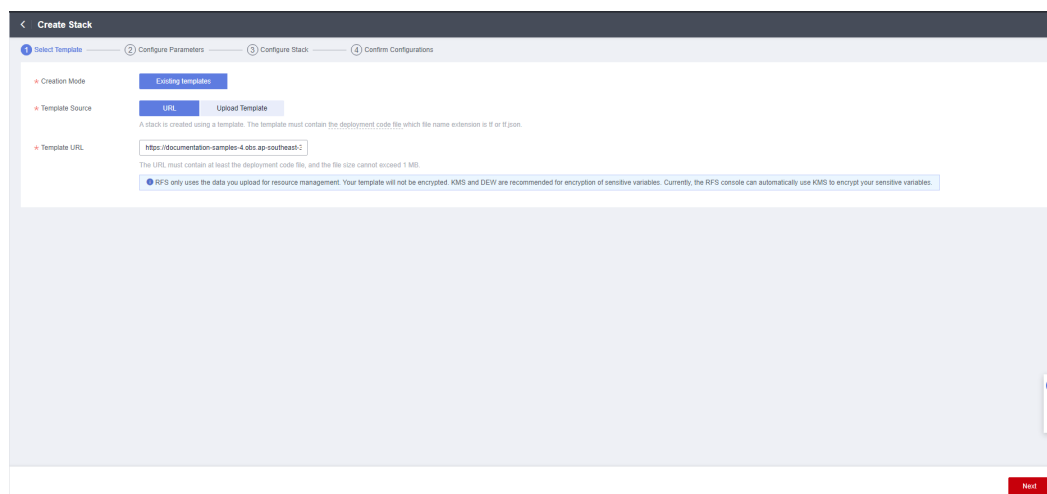 Create Stack
1 Select Template 2 Configure Parameters 3 Configure Stack 4 Confirm Configurations
* Creation Mode Existing templates
* Template Source URL Upload Template
A stack is created using a template. The template must contain the deployment code file which file name extension is tf or tf.json.
* Template URL https://documentation-samples-4.obs.ap-southeast-3
The URL must contain at least the deployment code file, and the file size cannot exceed 1 MB.
RFS only uses the data you upload for resource management. Your template will not be encrypted. KMS and DEW are recommended for encryption of sensitive variables. Currently, the RFS console can automatically use KMS to encrypt your sensitive variables.
Next